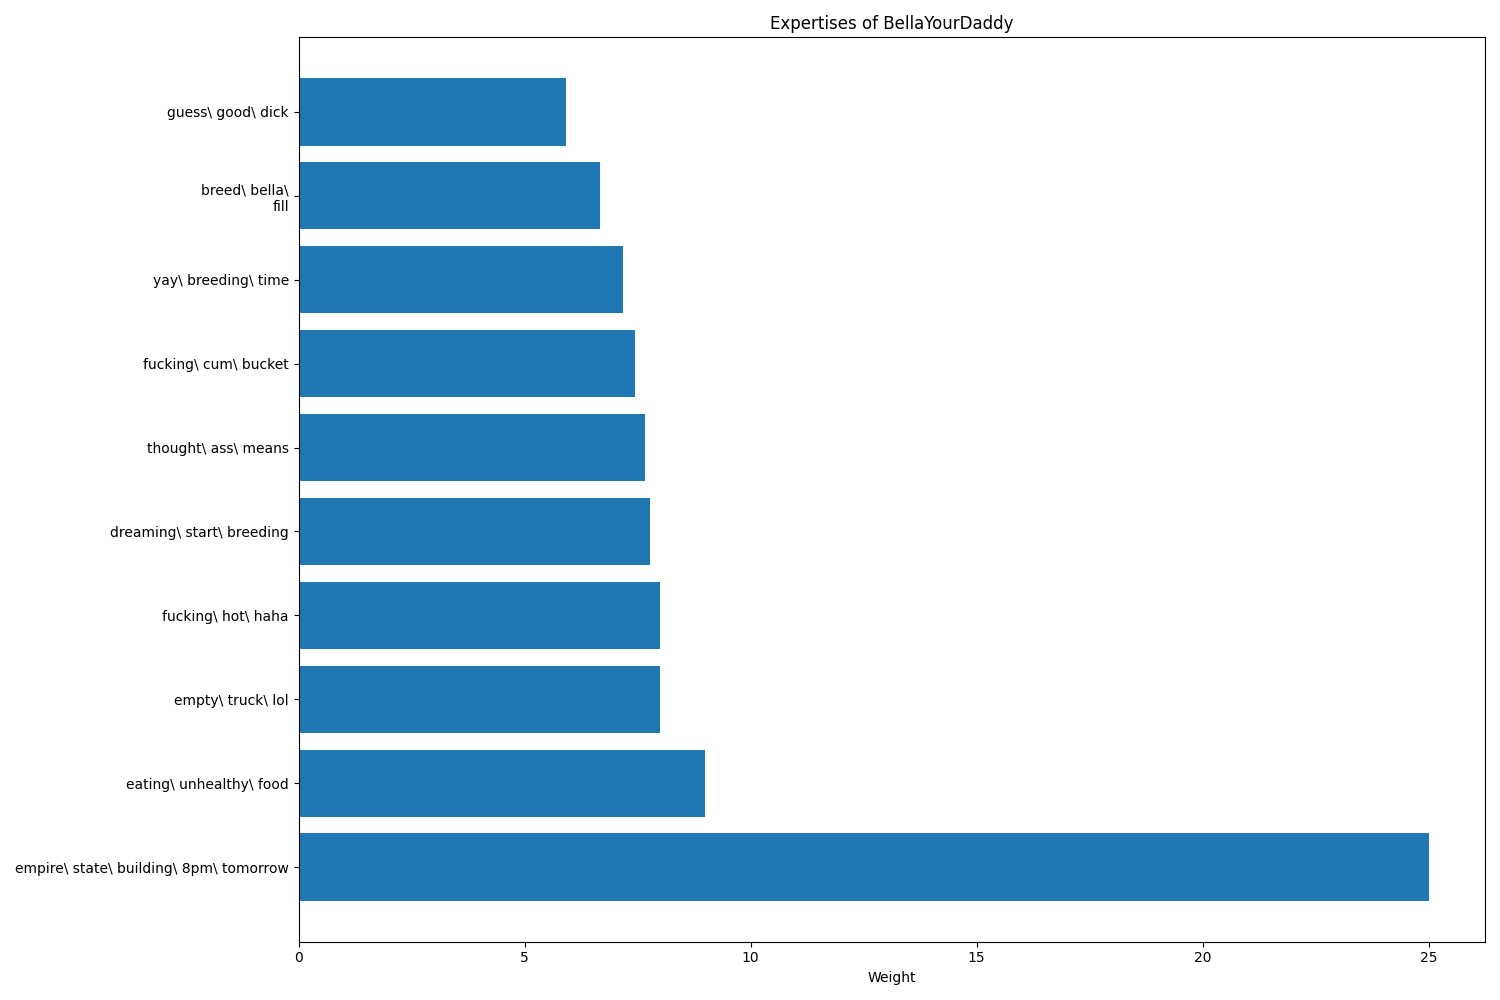 Expertises of BellaYourDaddy
guess\ good\ dick
breed\ bella\
fill
yay\ breeding\ time
fucking\ cum\ bucket
thought\ ass\ means
dreaming\ start\ breeding
fucking\ hot\ haha
empty\ truck\ lol
eating\ unhealthy\ food
empire\ state\ building\ 8pm\ tomorrow
0 5 10 15 20 25
Weight